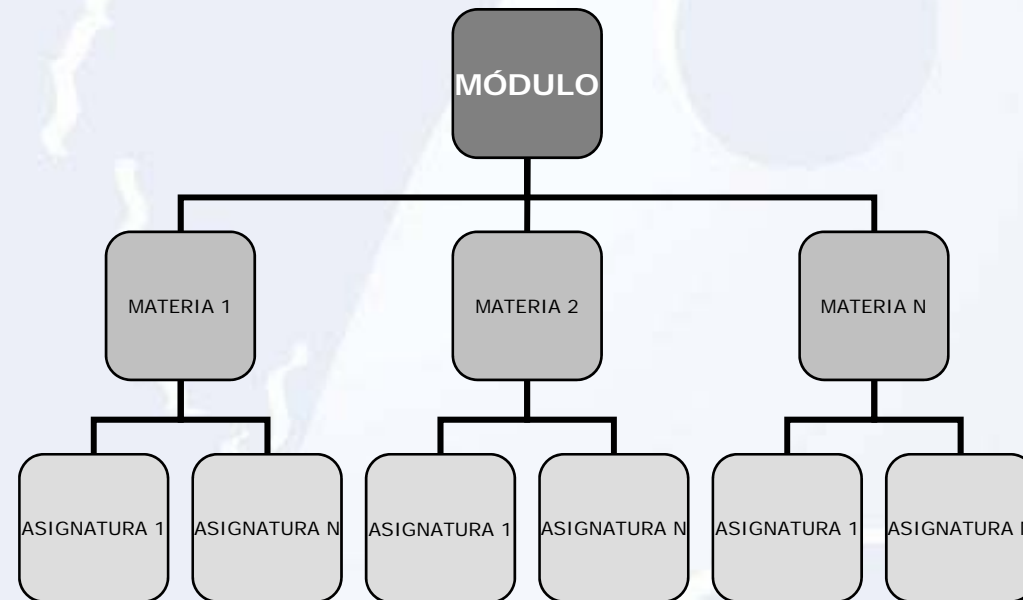 MÓDULO
MATERIA 1
MATERIA 2
MATERIA N
ASIGNATURA 1
ASIGNATURA N
ASIGNATURA 1
ASIGNATURA N
ASIGNATURA 1
ASIGNATURA N